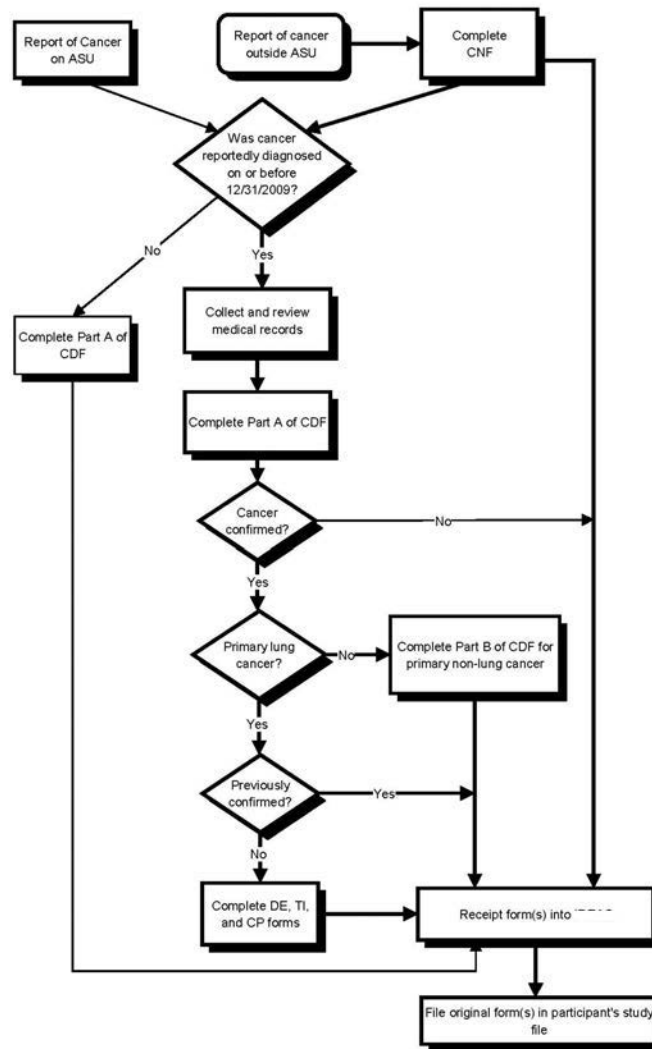 Report of Cancer
on ASU
Report of cancer
outside ASU
Complete
CNF
Was cancer
reportedly diagnosed
on or before
12/31/2009?
No
Yes
Complete Part A of
CDF
Collect and review
medical records
Complete Part A of CDF
Cancer
confirmed?
No
Yes
Primary lung
cancer?
No
Complete Part B of CDF for
primary non-lung cancer
Yes
Previously
confirmed?
Yes
No
Complete DE, TI,
and CP forms
Receipt form(s) into
File original form(s) in participant's study
file